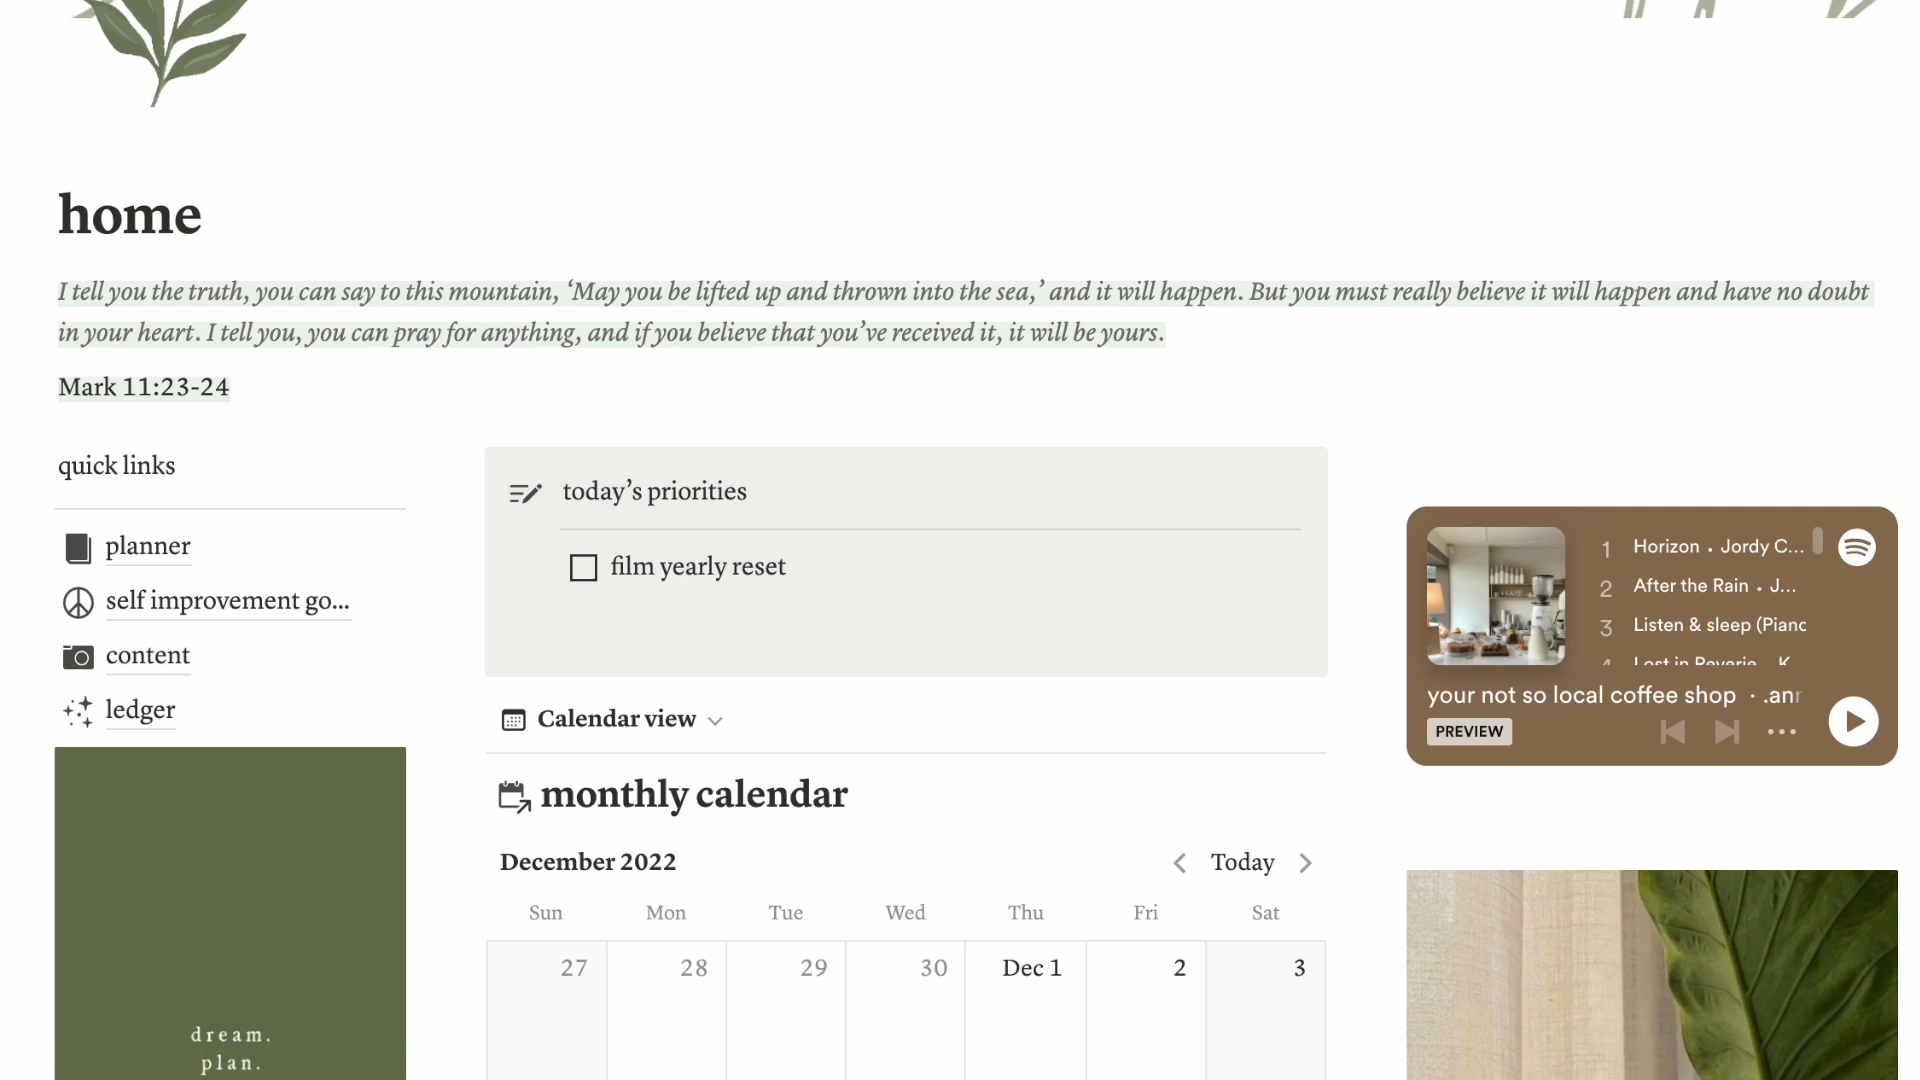 home
I tell you the truth, you can say to this mountain, ‘May you be lifted up and thrown into the sea,’ and it will happen. But you must really believe it will happen and have no doubt
in your heart. I tell you, you can pray for anything, and if you believe that you’ve received it, it will be yours.
Mark 11:23-24
quick links
planner
self improvement go...
content
ledger
dream.
plan.
today’s priorities
film yearly reset
Calendar view
monthly calendar
December 2022
Today
Sun Mon Tue Wed Thu Fri Sat
27 28 29 30 Dec 1 2 3
1 Horizon · Jordy C...
2 After the Rain · J...
3 Listen & sleep (Piano
Lost in Reverie
your not so local coffee shop · .anr
PREVIEW